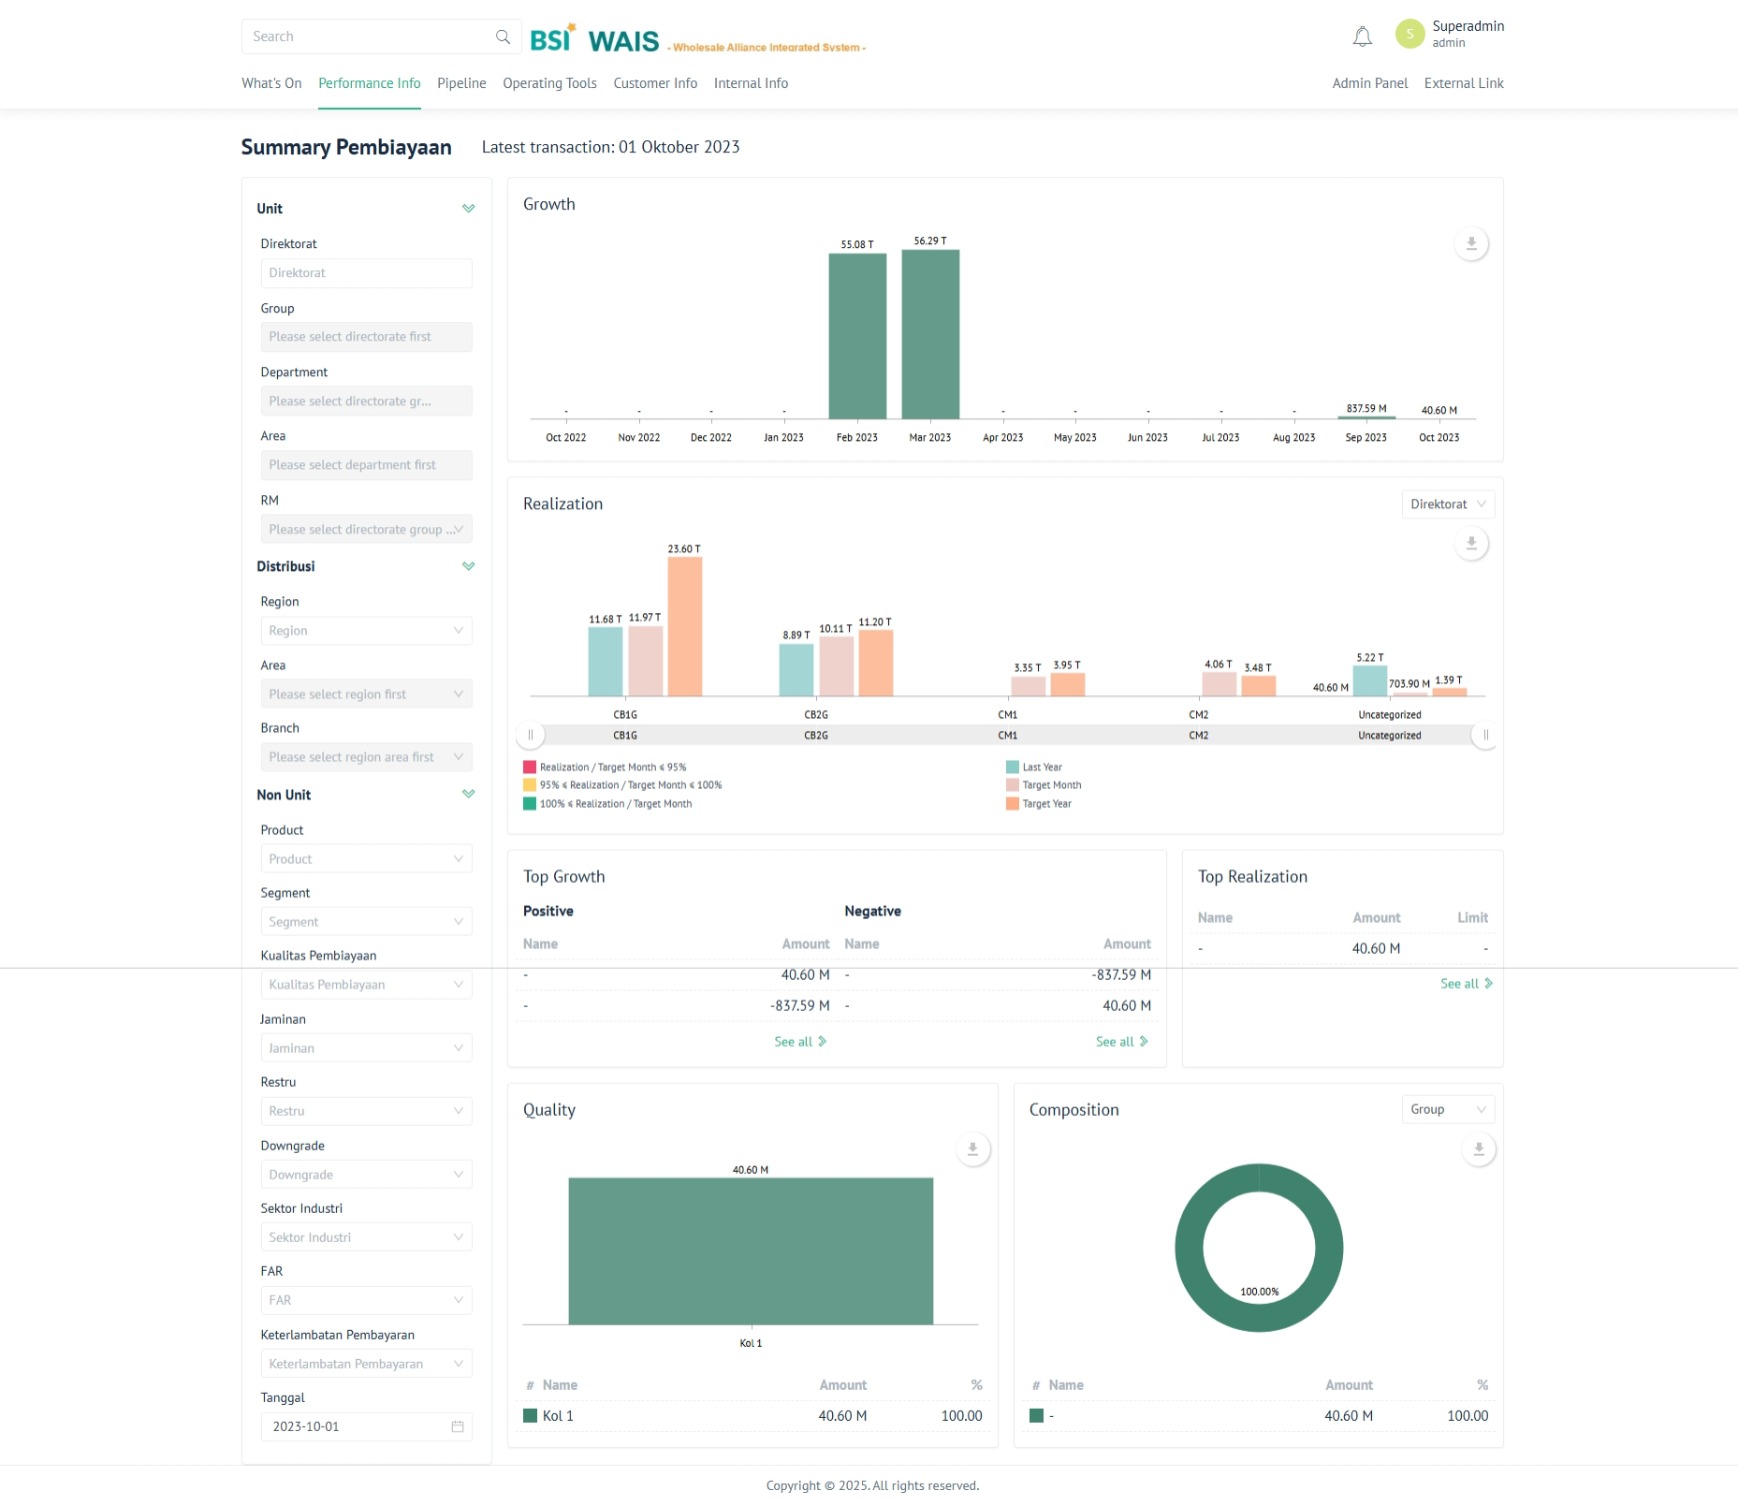 Search
BSI WAIS - Wholesale Alliance Integrated System -
S
Superadmin
admin
What's On Performance Info Pipeline Operating Tools Customer Info Internal Info
Admin Panel External Link
Summary Pembiayaan
Latest transaction: 01 Oktober 2023
Unit
Direktorat
Direktorat
Group
Please select directorate first
Department
Please select directorate gr...
Area
Please select department first
RM
Please select directorate group ...
Distribusi
Region
Region
Area
Please select region first
Branch
Please select region area first
Non Unit
Product
Product
Segment
Segment
Kualitas Pembiayaan
Kualitas Pembiayaan
Jaminan
Jaminan
Restru
Restru
Downgrade
Downgrade
Sektor Industri
Sektor Industri
FAR
FAR
Keterlambatan Pembayaran
Keterlambatan Pembayaran
Tanggal
2023-10-01
Growth
- - - - 55.08 T 56.29 T - - - - - 837.59 M 40.60 M
Oct 2022 Nov 2022 Dec 2022 Jan 2023 Feb 2023 Mar 2023 Apr 2023 May 2023 Jun 2023 Jul 2023 Aug 2023 Sep 2023 Oct 2023
Realization
Direktorat
11.68 T 11.97 T 23.60 T 8.89 T 10.11 T 11.20 T 3.35 T 3.95 T 4.06 T 3.48 T 40.60 M 5.22 T 703.90 M 1.39 T
CB1G CB2G CM1 CM2 Uncategorized
CB1G CB2G CM1 CM2 Uncategorized
Realization / Target Month < 95%
95% ≤ Realization / Target Month < 100%
100% ≤ Realization / Target Month
Last Year
Target Month
Target Year
Top Growth
Positive
Name Amount
- 40.60 M
- -837.59 M
See all
Negative
Name Amount
- -837.59 M
- 40.60 M
See all
Top Realization
Name Amount Limit
- 40.60 M -
See all
Quality
40.60 M
Kol 1
# Name Amount %
Kol 1 40.60 M 100.00
Composition
Group
100.00%
# Name Amount %
- 40.60 M 100.00
Copyright © 2025. All rights reserved.